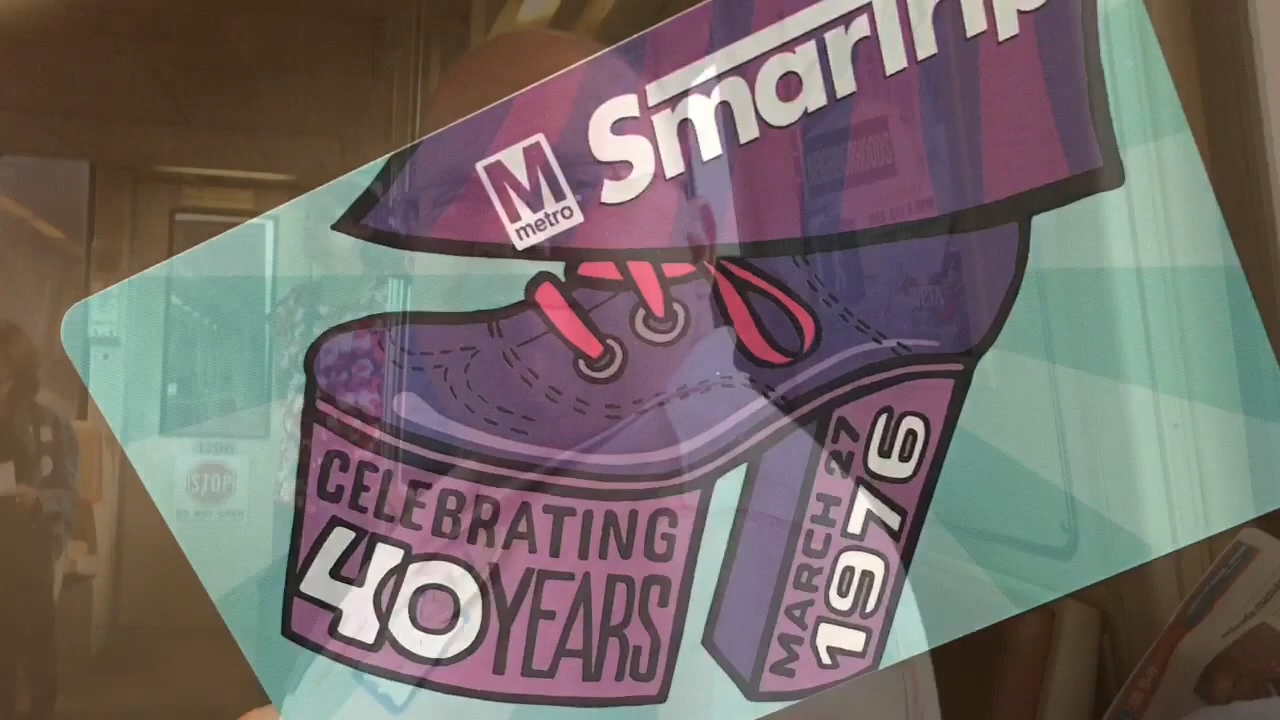 SmarTrip
M
metro
CELEBRATING
40 YEARS
MARCH 27
1976
STOP